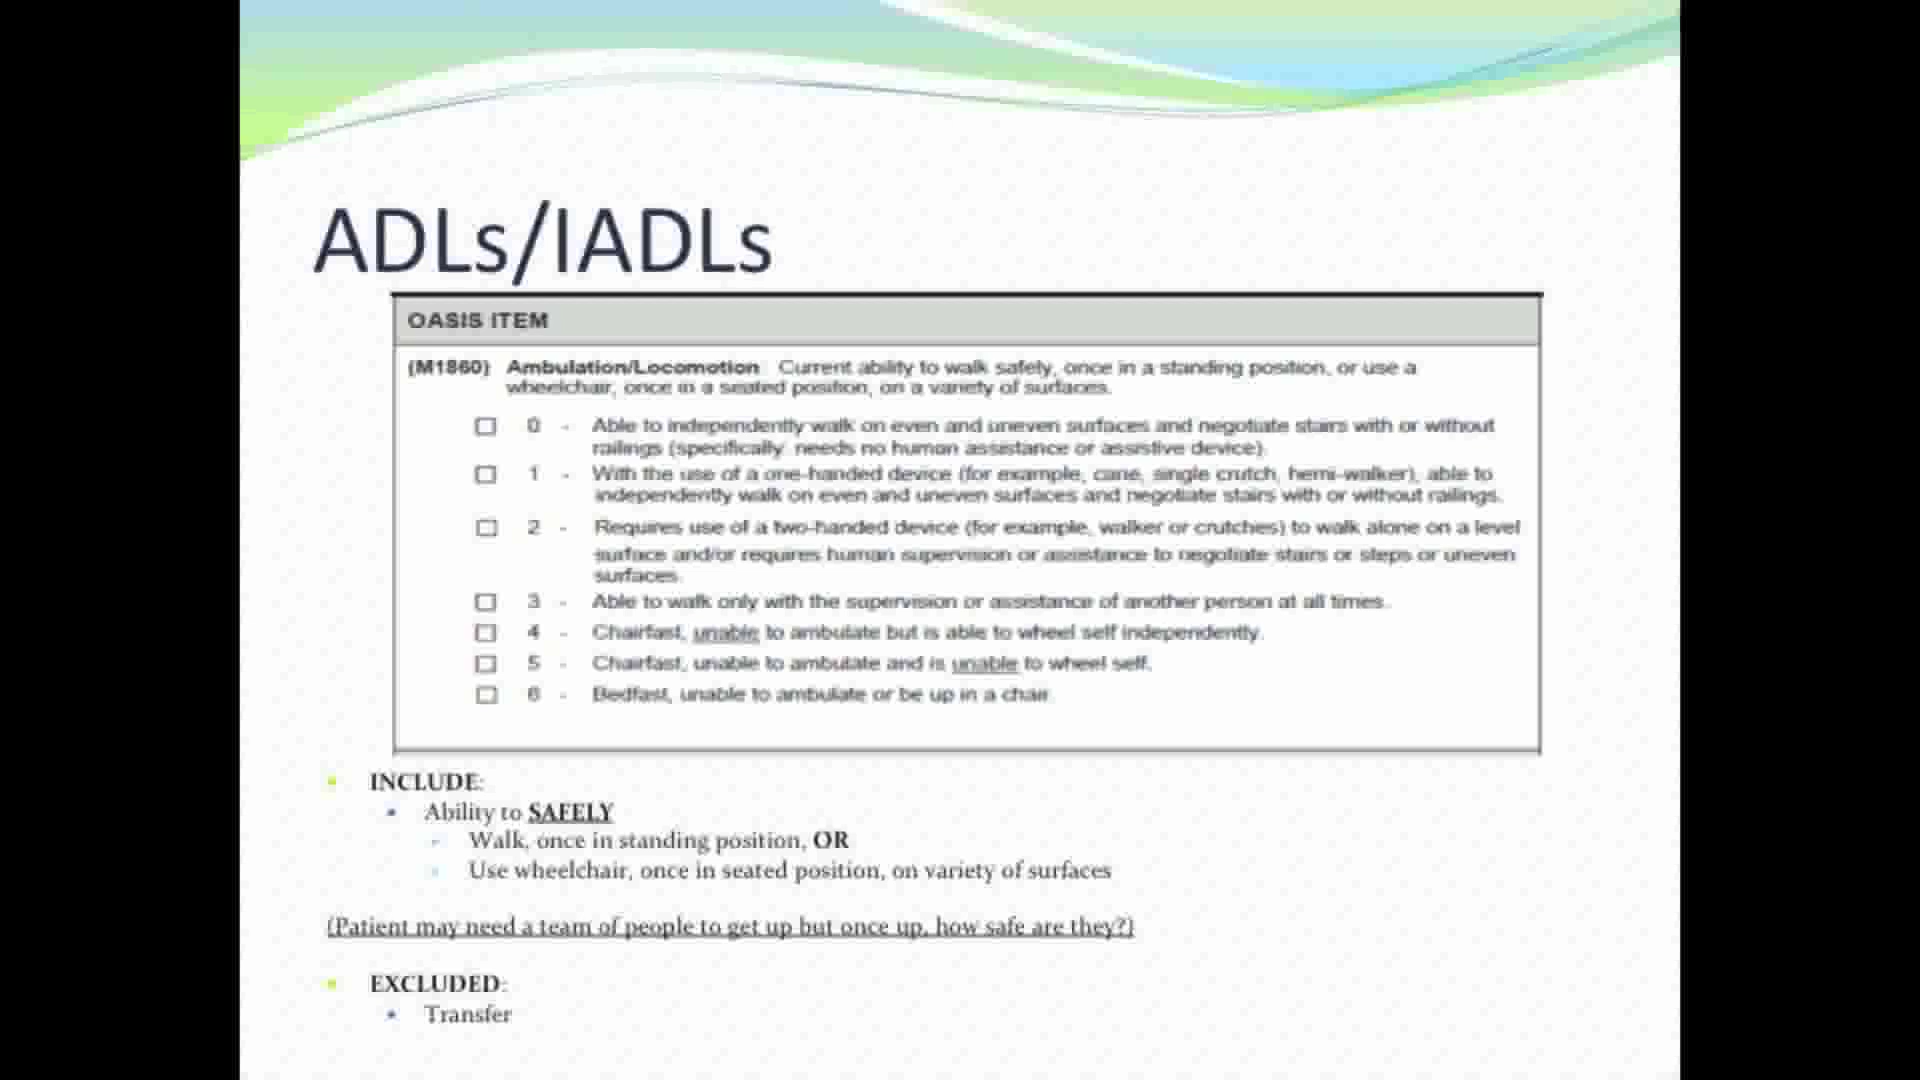 ADLs/IADLs
OASIS ITEM
(M1860) Ambulation/Locomotion Current ability to walk safely, once in a standing position, or use a
wheelchair, once in a seated position, on a variety of surfaces.
0 - Able to independently walk on even and uneven surfaces and negotiate stairs with or without
railings (specifically: needs no human assistance or assistive device).
1 - With the use of a one-handed device (for example, cane, single crutch, hemi-walker), able to
independently walk on even and uneven surfaces and negotiate stairs with or without railings.
2 - Requires use of a two-handed device (for example, walker or crutches) to walk alone on a level
surface and/or requires human supervision or assistance to negotiate stairs or steps or uneven
surfaces.
3 - Able to walk only with the supervision or assistance of another person at all times.
4 - Chairfast, unable to ambulate but is able to wheel self independently.
5 - Chairfast, unable to ambulate and is unable to wheel self.
6 - Bedfast, unable to ambulate or be up in a chair.
INCLUDE:
Ability to SAFELY
Walk, once in standing position, OR
Use wheelchair, once in seated position, on variety of surfaces
(Patient may need a team of people to get up but once up, how safe are they?)
EXCLUDED:
Transfer